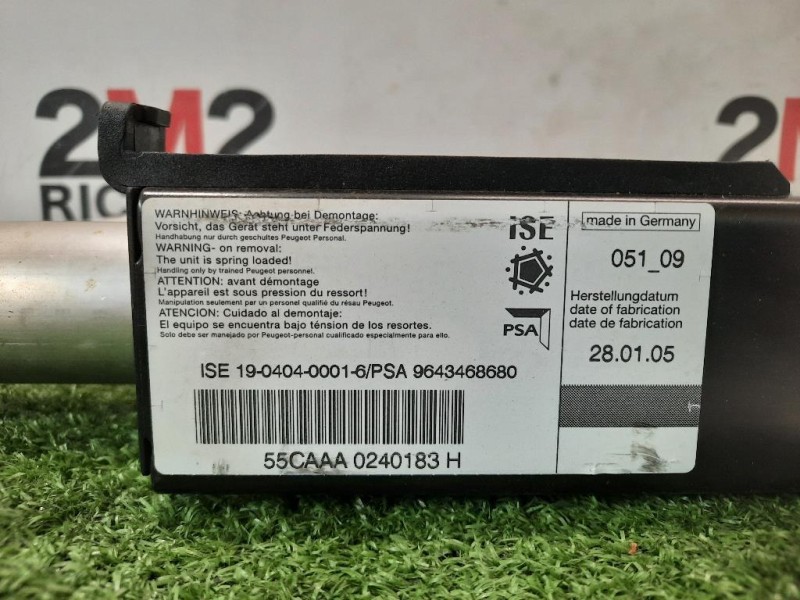 2M2
RIC
2
WARNHINWEIS- Achtung bei Demontage:
Vorsicht, das Gerät steht unter Federspannung!
Handhabung nur durch geschultes Peugeot Personal.
WARNING- on removal:
The unit is spring loaded!
Handling only by trained Peugeot personnel.
ATTENTION: avant démontage
L'appareil est sous pression du ressort!
Manipulation seulement par un personal qualifié du réseau Peugeot.
ATENCION: Cuidado al demontaje:
El equipo se encuentra bajo ténsion de los resortes.
Solo debe ser manejado por Peugeot-personal cualificado especialmente para ello.
iSE
PSA
made in Germany
051_09
Herstellungdatum
date of fabrication
date de fabrication
28.01.05
ISE 19-0404-0001-6/PSA 9643468680
55CAAA 0240183 H